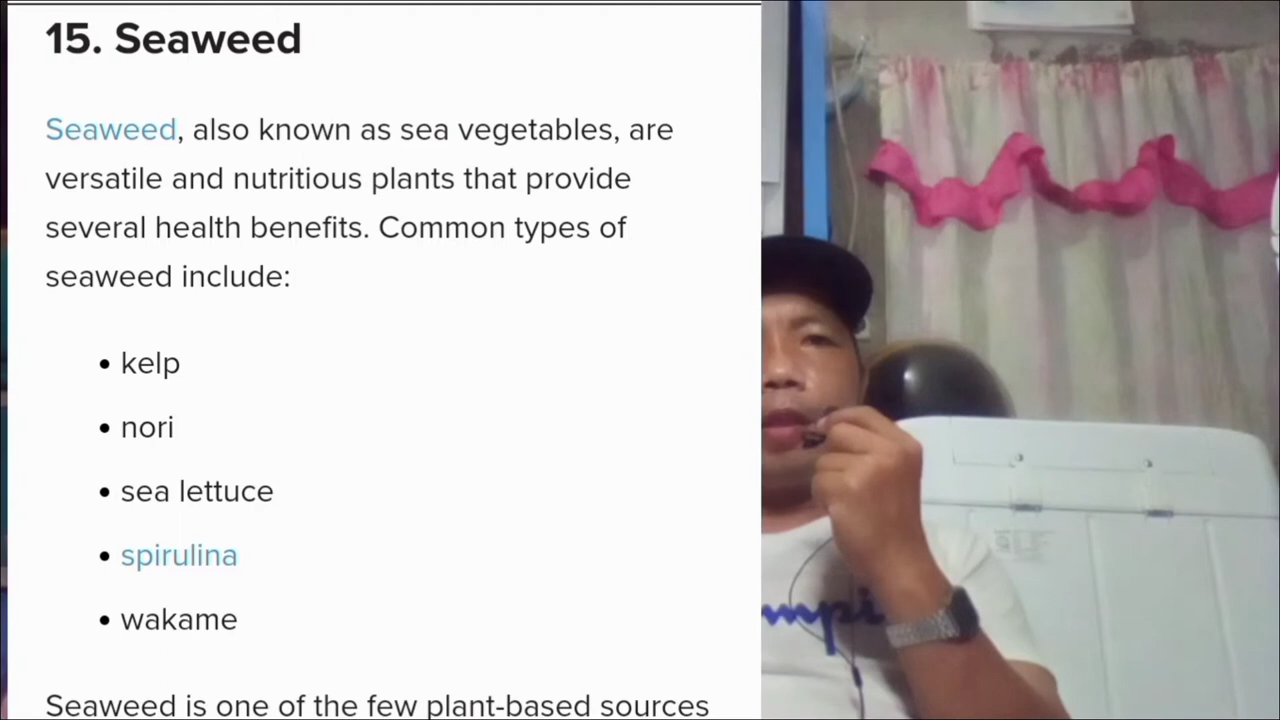 15. Seaweed
Seaweed, also known as sea vegetables, are
versatile and nutritious plants that provide
several health benefits. Common types of
seaweed include:
• kelp
• nori
• sea lettuce
• spirulina
• wakame
Seaweed is one of the few plant-based sources
mpi